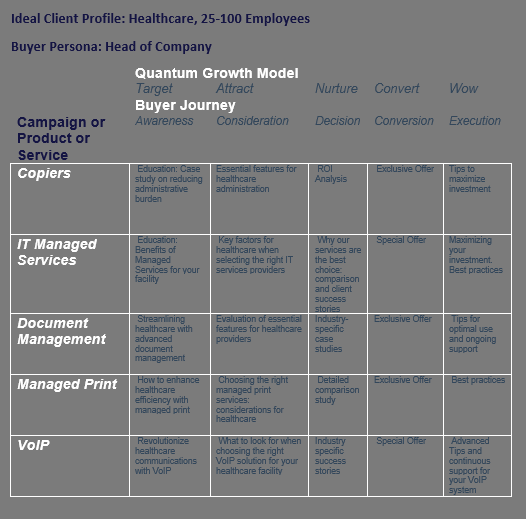 Ideal Client Profile: Healthcare, 25-100 Employees
Buyer Persona: Head of Company
Quantum Growth Model
Target Attract Nurture Convert Wow
Buyer Journey
Campaign or
Product or
Service
Awareness Consideration Decision Conversion Execution
Copiers
Education: Case
study on reducing
administrative
burden
Essential features for
healthcare
administration
ROI
Analysis
Exclusive Offer
Tips to
maximize
investment
IT Managed
Services
Education:
Benefits of
Managed
Services for your
facility
Key factors for
healthcare when
selecting the right IT
services providers
Why our
services are
the best
choice:
comparison
and client
success
stories
Special Offer
Maximizing
your
investment.
Best practices
Document
Management
Streamlining
healthcare with
advanced
document
management
Evaluation of essential
features for healthcare
providers
Industry-
specific
case
studies
Exclusive Offer
Tips for
optimal use
and ongoing
support
Managed Print
How to enhance
healthcare
efficiency with
managed print
Choosing the right
managed print
services:
considerations for
healthcare
Detailed
comparison
study
Exclusive Offer
Best practices
VoIP
Revolutionize
healthcare
communications
with VoIP
What to look for when
choosing the right
VoIP solution for your
healthcare facility
Industry
specific
success
stories
Special Offer
Advanced
Tips and
continuous
support for
your VoIP
system